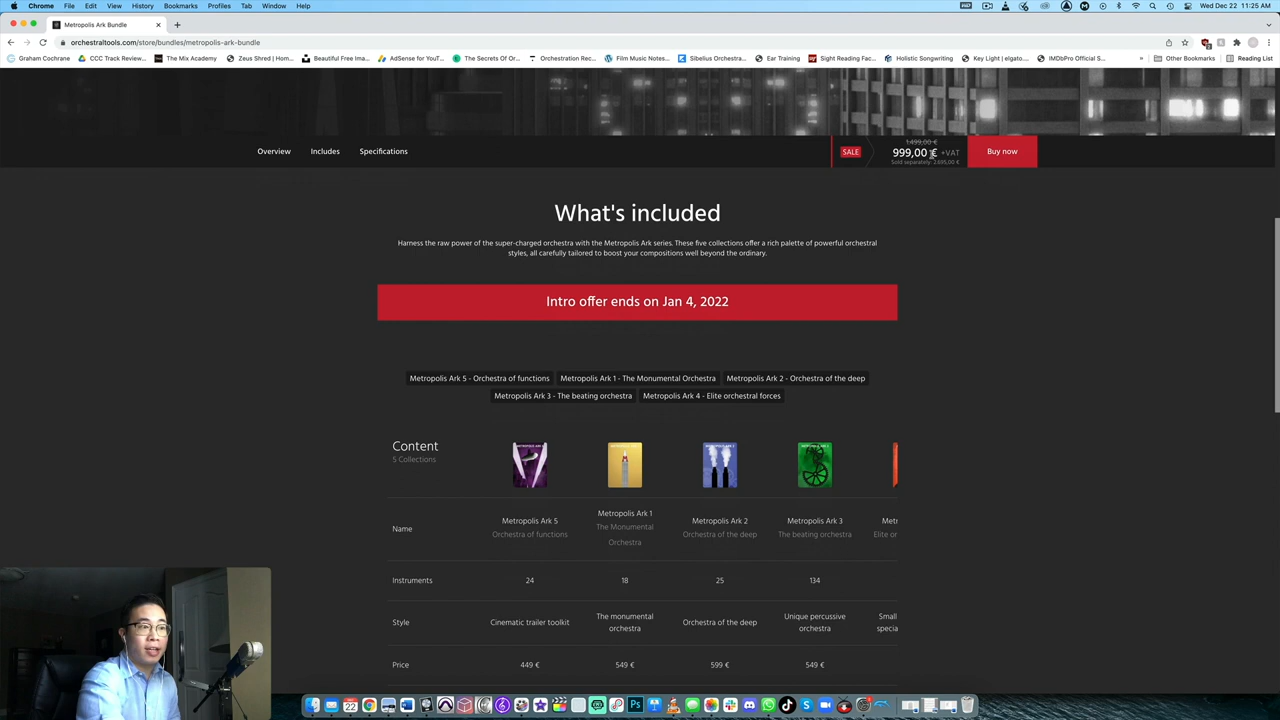 Chrome File Edit View History Bookmarks Profiles Tab Window Help
Wed Dec 22 11:25 AM
Metropolis Ark Bundle
orchestraltools.com/store/bundles/metropolis-ark-bundle
Graham Cochrane CCC Track Review... The Mix Academy Zeus Shred | Hom... Beautiful Free Ima... AdSense for YouT... The Secrets Of Or... Orchestration Rec... Film Music Notes... Sibelius Orchestra... Ear Training Sight Reading Fac... Holistic Songwriting Key Light | elgato.... IMDbPro Official S... » Other Bookmarks Reading List
Overview Includes Specifications
SALE
1.499,00 €
999,00 € +VAT
Sold separately: 2.695,00 €
Buy now
What's included
Harness the raw power of the super-charged orchestra with the Metropolis Ark series. These five collections offer a rich palette of powerful orchestral
styles, all carefully tailored to boost your compositions well beyond the ordinary.
Intro offer ends on Jan 4, 2022
Metropolis Ark 5 - Orchestra of functions Metropolis Ark 1 - The Monumental Orchestra Metropolis Ark 2 - Orchestra of the deep
Metropolis Ark 3 - The beating orchestra Metropolis Ark 4 - Elite orchestral forces
Content
5 Collections
Name
Metropolis Ark 5
Orchestra of functions
Metropolis Ark 1
The Monumental
Orchestra
Metropolis Ark 2
Orchestra of the deep
Metropolis Ark 3
The beating orchestra
Metr
Elite or
Instruments 24 18 25 134
Style
Cinematic trailer toolkit
The monumental
orchestra
Orchestra of the deep
Unique percussive
orchestra
Small
specia
Price 449 € 549 € 599 € 549 €